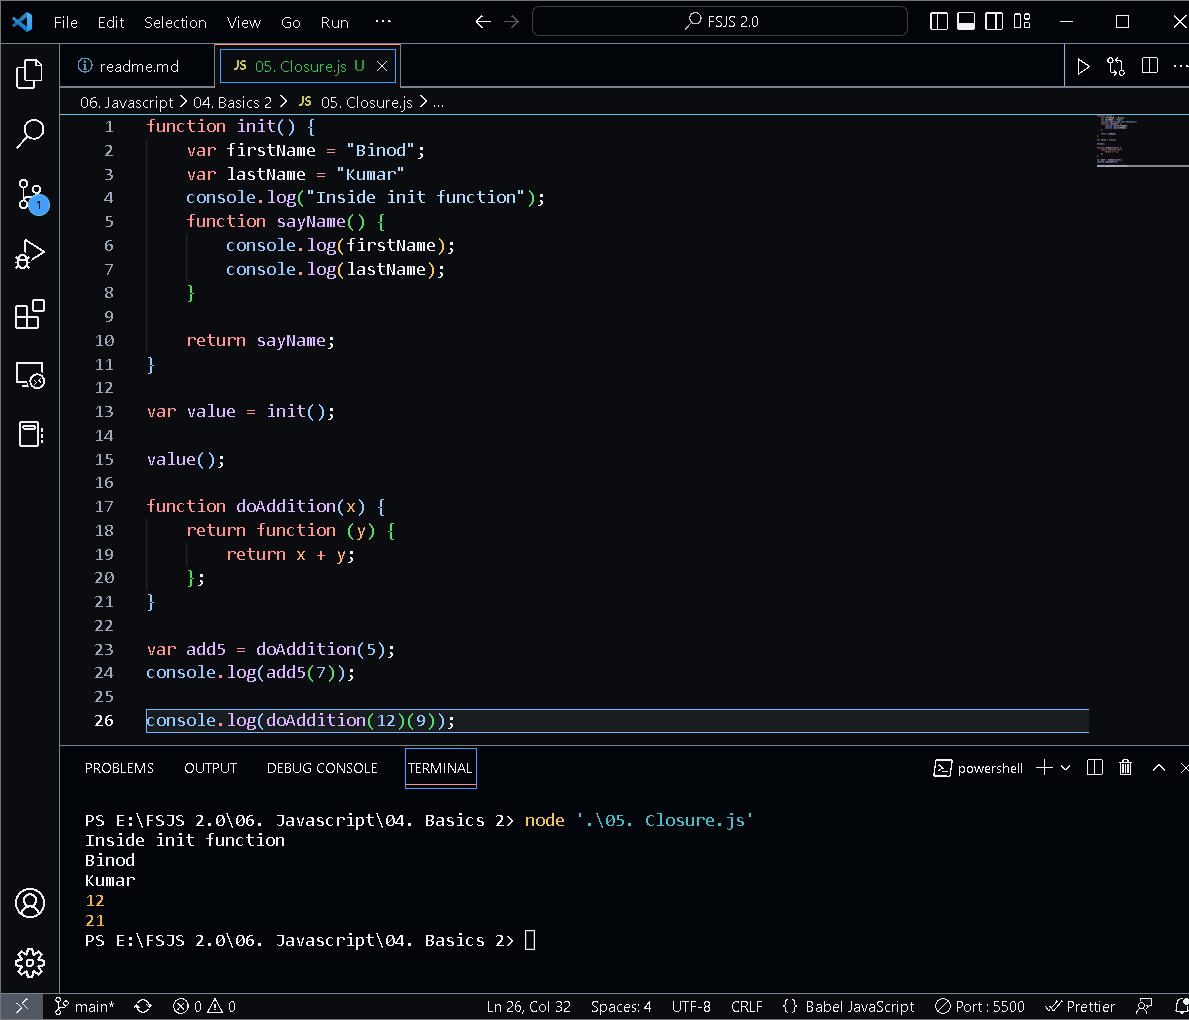 File Edit Selection View Go Run ··· FSJS 2.0
readme.md JS 05. Closure.js U
06. Javascript > 04. Basics 2 > JS 05. Closure.js > ...
1 function init() {
2     var firstName = "Binod";
3     var lastName = "Kumar"
4     console.log("Inside init function");
5     function sayName() {
6         console.log(firstName);
7         console.log(lastName);
8     }
9
10     return sayName;
11 }
12
13 var value = init();
14
15 value();
16
17 function doAddition(x) {
18     return function (y) {
19         return x + y;
20     };
21 }
22
23 var add5 = doAddition(5);
24 console.log(add5(7));
25
26 console.log(doAddition(12)(9));
1
PROBLEMS OUTPUT DEBUG CONSOLE TERMINAL powershell
PS E:\FSJS 2.0\06. Javascript\04. Basics 2> node '.\05. Closure.js'
Inside init function
Binod
Kumar
12
21
PS E:\FSJS 2.0\06. Javascript\04. Basics 2>
main* 0 0 Ln 26, Col 32 Spaces: 4 UTF-8 CRLF {} Babel JavaScript Port : 5500 Prettier